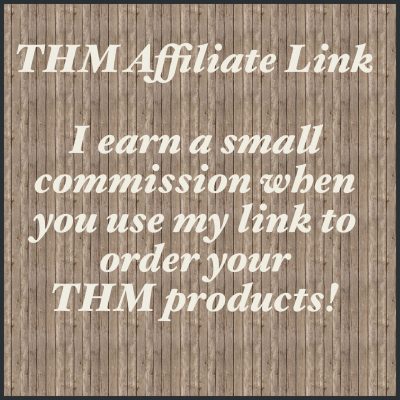 THM Affiliate Link
I earn a small
commission when
you use my link to
order your
THM products!